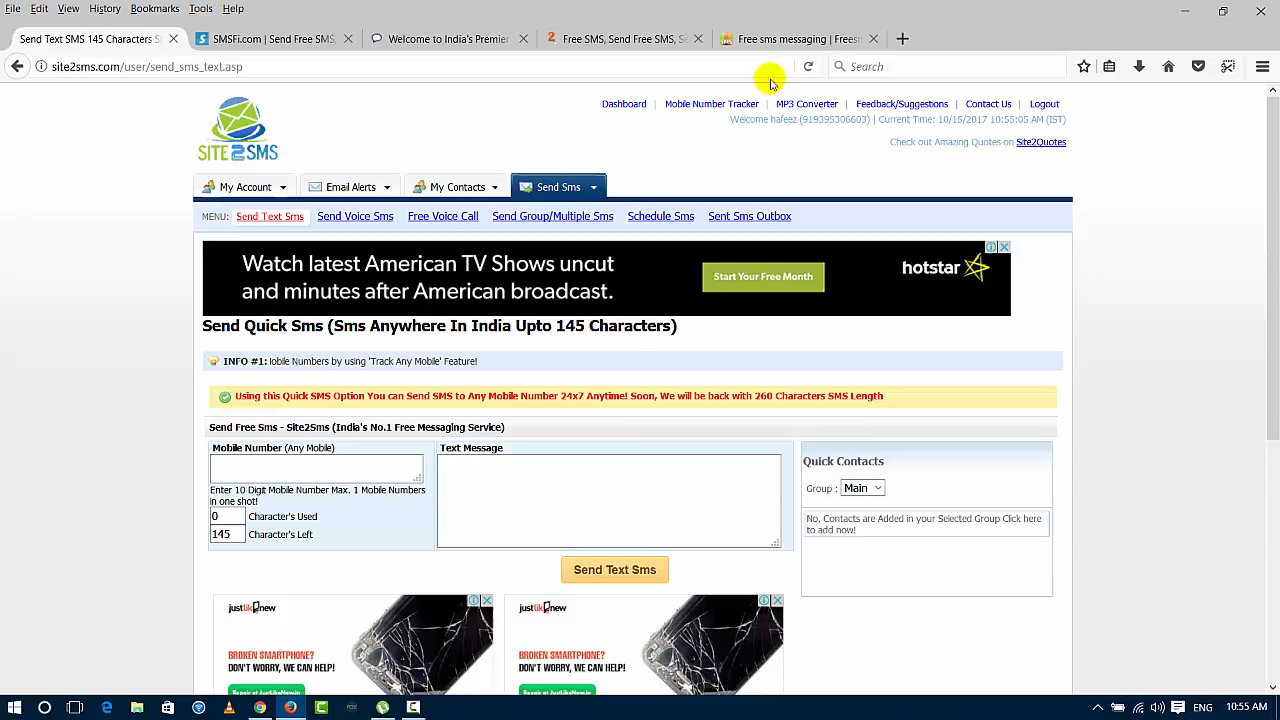 File Edit View History Bookmarks Tools Help
Send Text SMS 145 Characters S
SMSFi.com | Send Free SMS,
Welcome to India's Premier
Free SMS, Send Free SMS, Se
Free sms messaging | Freesm
site2sms.com/user/send_sms_text.asp
Search
SITE2SMS
Dashboard | Mobile Number Tracker | MP3 Converter | Feedback/Suggestions | Contact Us | Logout
Welcome hafeez (919395306603) | Current Time: 10/15/2017 10:55:05 AM (IST)
Check out Amazing Quotes on Site2Quotes
My Account
Email Alerts
My Contacts
Send Sms
MENU: Send Text Sms Send Voice Sms Free Voice Call Send Group/Multiple Sms Schedule Sms Sent Sms Outbox
Watch latest American TV Shows uncut
and minutes after American broadcast.
Start Your Free Month
hotstar
Send Quick Sms (Sms Anywhere In India Upto 145 Characters)
INFO #1: lobile Numbers by using 'Track Any Mobile' Feature!
Using this Quick SMS Option You can Send SMS to Any Mobile Number 24x7 Anytime! Soon, We will be back with 260 Characters SMS Length
Send Free Sms - Site2Sms (India's No.1 Free Messaging Service)
Mobile Number (Any Mobile)
Enter 10 Digit Mobile Number Max. 1 Mobile Numbers
in one shot!
0 Character's Used
145 Character's Left
Text Message
Send Text Sms
Quick Contacts
Group : Main
No, Contacts are Added in your Selected Group Click here
to add now!
justlik new
BROKEN SMARTPHONE?
DON'T WORRY, WE CAN HELP!
justlik new
BROKEN SMARTPHONE?
DON'T WORRY, WE CAN HELP!
ENG 10:55 AM